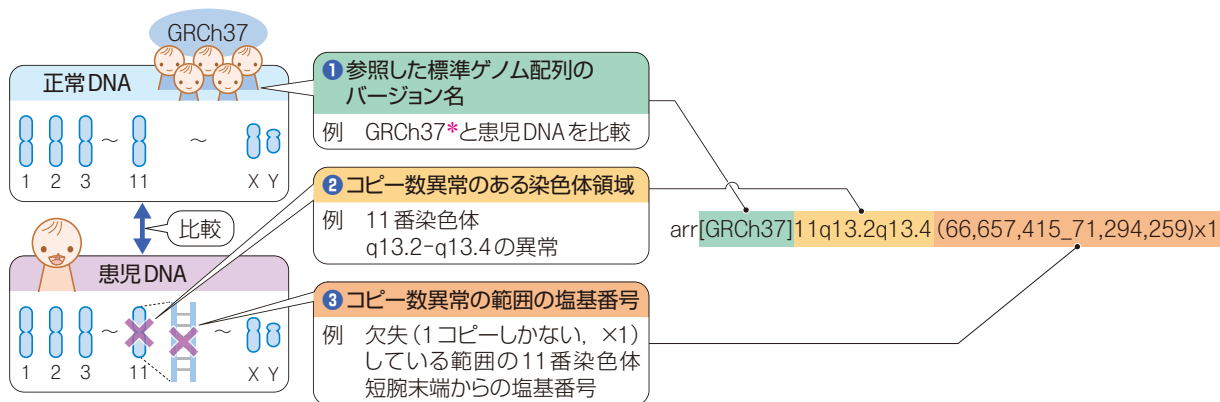 GRCh37
正常DNA
1 2 3 ～ 11 ～ X Y
比較
患児DNA
1 2 3 ～ 11 ～ X Y
❶参照した標準ゲノム配列の
バージョン名
例 GRCh37*と患児DNAを比較
❷コピー数異常のある染色体領域
例 11番染色体
q13.2-q13.4の異常
❸コピー数異常の範囲の塩基番号
例 欠失(1コピーしかない，×1)
している範囲の11番染色体
短腕末端からの塩基番号
arr[GRCh37]11q13.2q13.4(66,657,415_71,294,259)x1